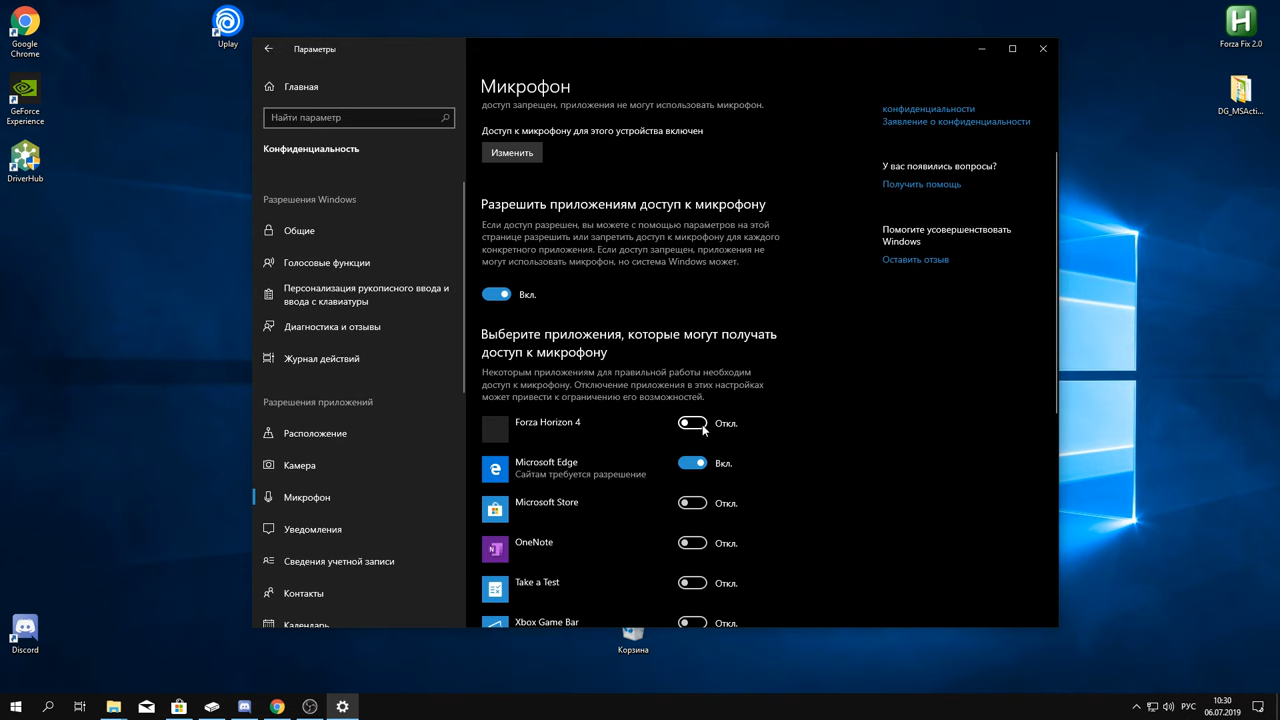 Google
Chrome
Uplay
Forza Fix 2.0
GeForce
Experience
DG_MSActi...
DriverHub
Discord
Корзина
Параметры
Главная
Найти параметр
Конфиденциальность
Разрешения Windows
Общие
Голосовые функции
Персонализация рукописного ввода и
ввода с клавиатуры
Диагностика и отзывы
Журнал действий
Разрешения приложений
Расположение
Камера
Микрофон
Уведомления
Сведения учетной записи
Контакты
Календарь
Микрофон
доступ запрещен, приложения не могут использовать микрофон.
Доступ к микрофону для этого устройства включен
Изменить
Разрешить приложениям доступ к микрофону
Если доступ разрешен, вы можете с помощью параметров на этой
странице разрешить или запретить доступ к микрофону для каждого
конкретного приложения. Если доступ запрещен, приложения не
могут использовать микрофон, но система Windows может.
Вкл.
Выберите приложения, которые могут получать
доступ к микрофону
Некоторым приложениям для правильной работы необходим
доступ к микрофону. Отключение приложения в этих настройках
может привести к ограничению его возможностей.
Forza Horizon 4
Откл.
Microsoft Edge
Сайтам требуется разрешение
Вкл.
Microsoft Store
Откл.
OneNote
Откл.
Take a Test
Откл.
Xbox Game Bar
Откл.
конфиденциальности
Заявление о конфиденциальности
У вас появились вопросы?
Получить помощь
Помогите усовершенствовать
Windows
Оставить отзыв
РУС
10:30
06.07.2019